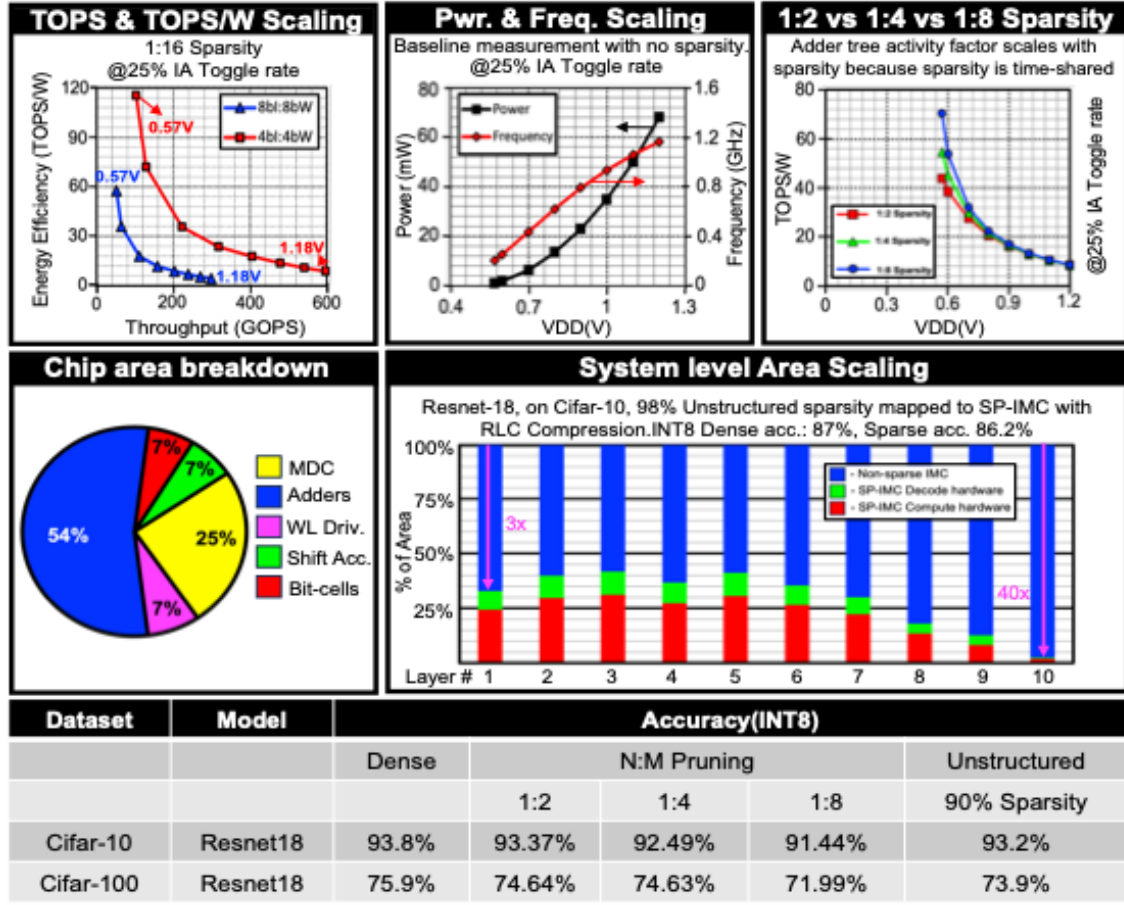 TOPS & TOPS/W Scaling
1:16 Sparsity
@25% IA Toggle rate
Energy Efficiency (TOPS/W)
120
90
60
30
0
8bI:8bW
4bI:4bW
0.57V
0.57V
1.18V
1.18V
0
200
400
600
Throughput (GOPS)
Pwr. & Freq. Scaling
Baseline measurement with no sparsity.
@25% IA Toggle rate
Power (mW)
80
60
40
20
0
Power
Frequency
1.6
1.2
0.8
0.4
0
Frequency (GHz)
0.4
0.7
1
1.3
VDD(V)
1:2 vs 1:4 vs 1:8 Sparsity
Adder tree activity factor scales with
sparsity because sparsity is time-shared
TOPS/W
80
60
40
20
0
1:2 Sparsity
1:4 Sparsity
1:8 Sparsity
@25% IA Toggle rate
0
0.3
0.6
0.9
1.2
VDD(V)
Chip area breakdown
7%
7%
54%
25%
7%
MDC
Adders
WL Driv.
Shift Acc.
Bit-cells
System level Area Scaling
Resnet-18, on Cifar-10, 98% Unstructured sparsity mapped to SP-IMC with
RLC Compression.INT8 Dense acc.: 87%, Sparse acc. 86.2%
% of Area
100%
75%
50%
25%
- Non-sparse IMC
- SP-IMC Decode hardware
- SP-IMC Compute hardware
3x
40x
Layer # 1 2 3 4 5 6 7 8 9 10
Dataset Model Accuracy(INT8)
Dense N:M Pruning Unstructured
1:2 1:4 1:8 90% Sparsity
Cifar-10 Resnet18 93.8% 93.37% 92.49% 91.44% 93.2%
Cifar-100 Resnet18 75.9% 74.64% 74.63% 71.99% 73.9%